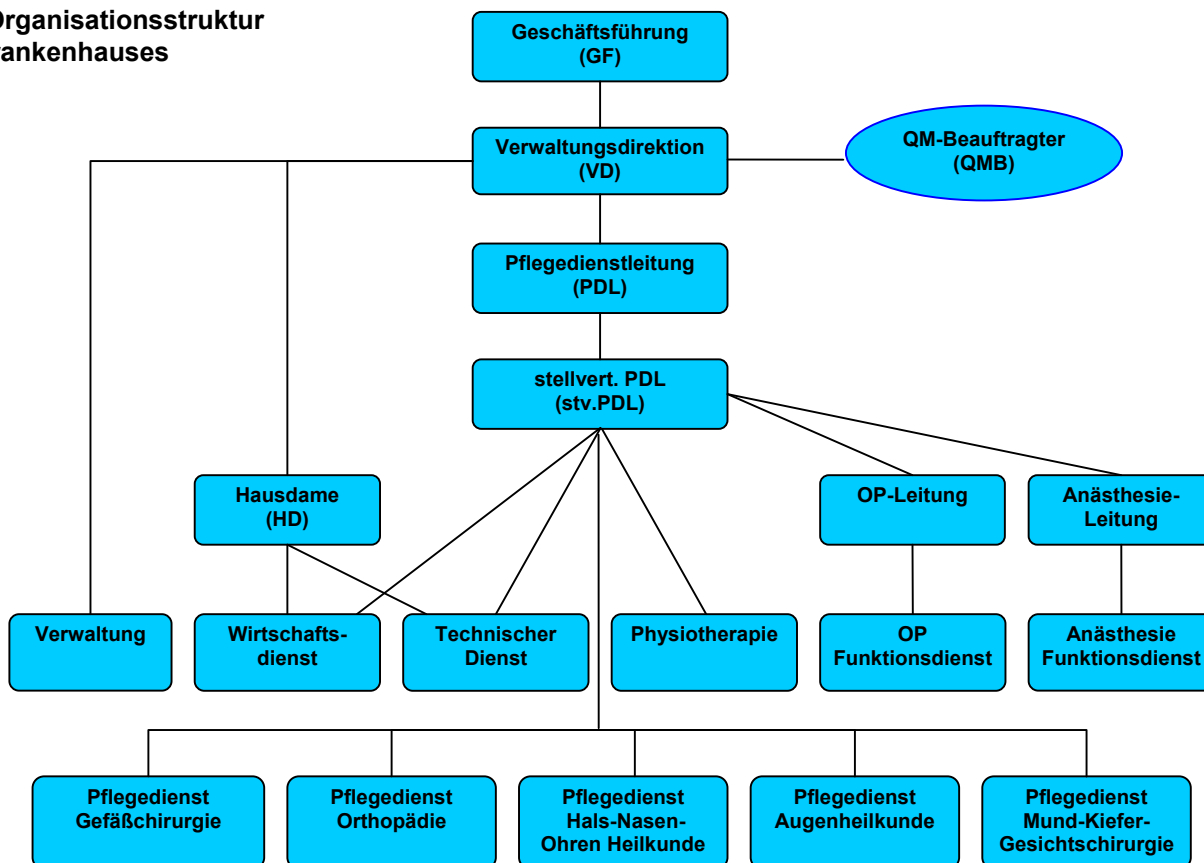 Organisationsstruktur
rankenhauses
Geschäftsführung
(GF)
Verwaltungsdirektion
(VD)
QM-Beauftragter
(QMB)
Pflegedienstleitung
(PDL)
stellvert. PDL
(stv.PDL)
Hausdame
(HD)
OP-Leitung
Anästhesie-
Leitung
Verwaltung
Wirtschafts-
dienst
Technischer
Dienst
Physiotherapie
OP
Funktionsdienst
Anästhesie
Funktionsdienst
Pflegedienst
Gefäßchirurgie
Pflegedienst
Orthopädie
Pflegedienst
Hals-Nasen-
Ohren Heilkunde
Pflegedienst
Augenheilkunde
Pflegedienst
Mund-Kiefer-
Gesichtschirurgie